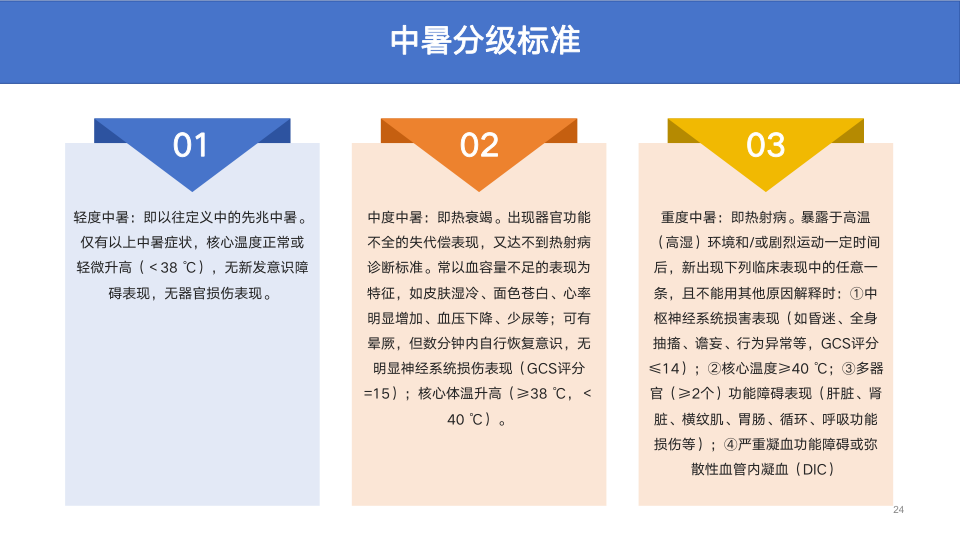 中暑分级标准
01
轻度中暑：即以往定义中的先兆中暑。
仅有以上中暑症状，核心温度正常或
轻微升高（＜38 ℃），无新发意识障
碍表现，无器官损伤表现。
02
中度中暑：即热衰竭。出现器官功能
不全的失代偿表现，又达不到热射病
诊断标准。常以血容量不足的表现为
特征，如皮肤湿冷、面色苍白、心率
明显增加、血压下降、少尿等；可有
晕厥，但数分钟内自行恢复意识，无
明显神经系统损伤表现（GCS评分
=15）；核心体温升高（≥38 ℃，＜
40 ℃）。
03
重度中暑：即热射病。暴露于高温
（高湿）环境和/或剧烈运动一定时间
后，新出现下列临床表现中的任意一
条，且不能用其他原因解释时：①中
枢神经系统损害表现（如昏迷、全身
抽搐、谵妄、行为异常等，GCS评分
≤14）；②核心温度≥40 ℃；③多器
官（≥2个）功能障碍表现（肝脏、肾
脏、横纹肌、胃肠、循环、呼吸功能
损伤等）；④严重凝血功能障碍或弥
散性血管内凝血（DIC）
24